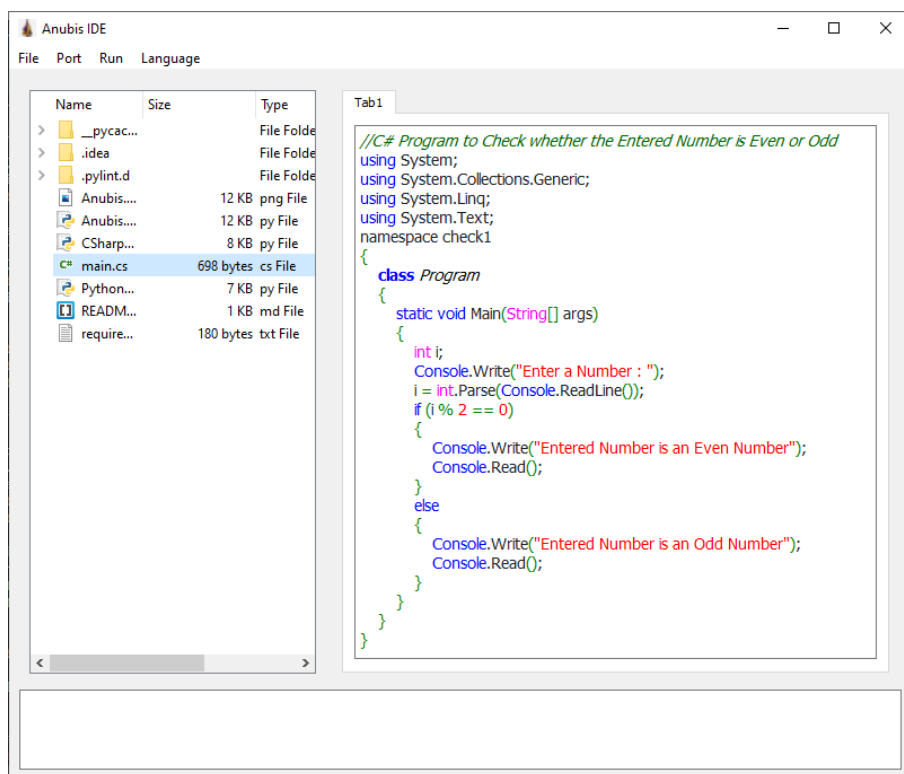 Anubis IDE
File Port Run Language
Name Size Type
__pycac... File Folde
.idea File Folde
.pylint.d File Folde
Anubis.... 12 KB png File
Anubis.... 12 KB py File
CSharp... 8 KB py File
C# main.cs 698 bytes cs File
Python... 7 KB py File
READM... 1 KB md File
require... 180 bytes txt File
Tab1
//C# Program to Check whether the Entered Number is Even or Odd
using System;
using System.Collections.Generic;
using System.Linq;
using System.Text;
namespace check1
{
class Program
{
static void Main(String[] args)
{
int i;
Console.Write("Enter a Number : ");
i = int.Parse(Console.ReadLine());
if (i % 2 == 0)
{
Console.Write("Entered Number is an Even Number");
Console.Read();
}
else
{
Console.Write("Entered Number is an Odd Number");
Console.Read();
}
}
}
}